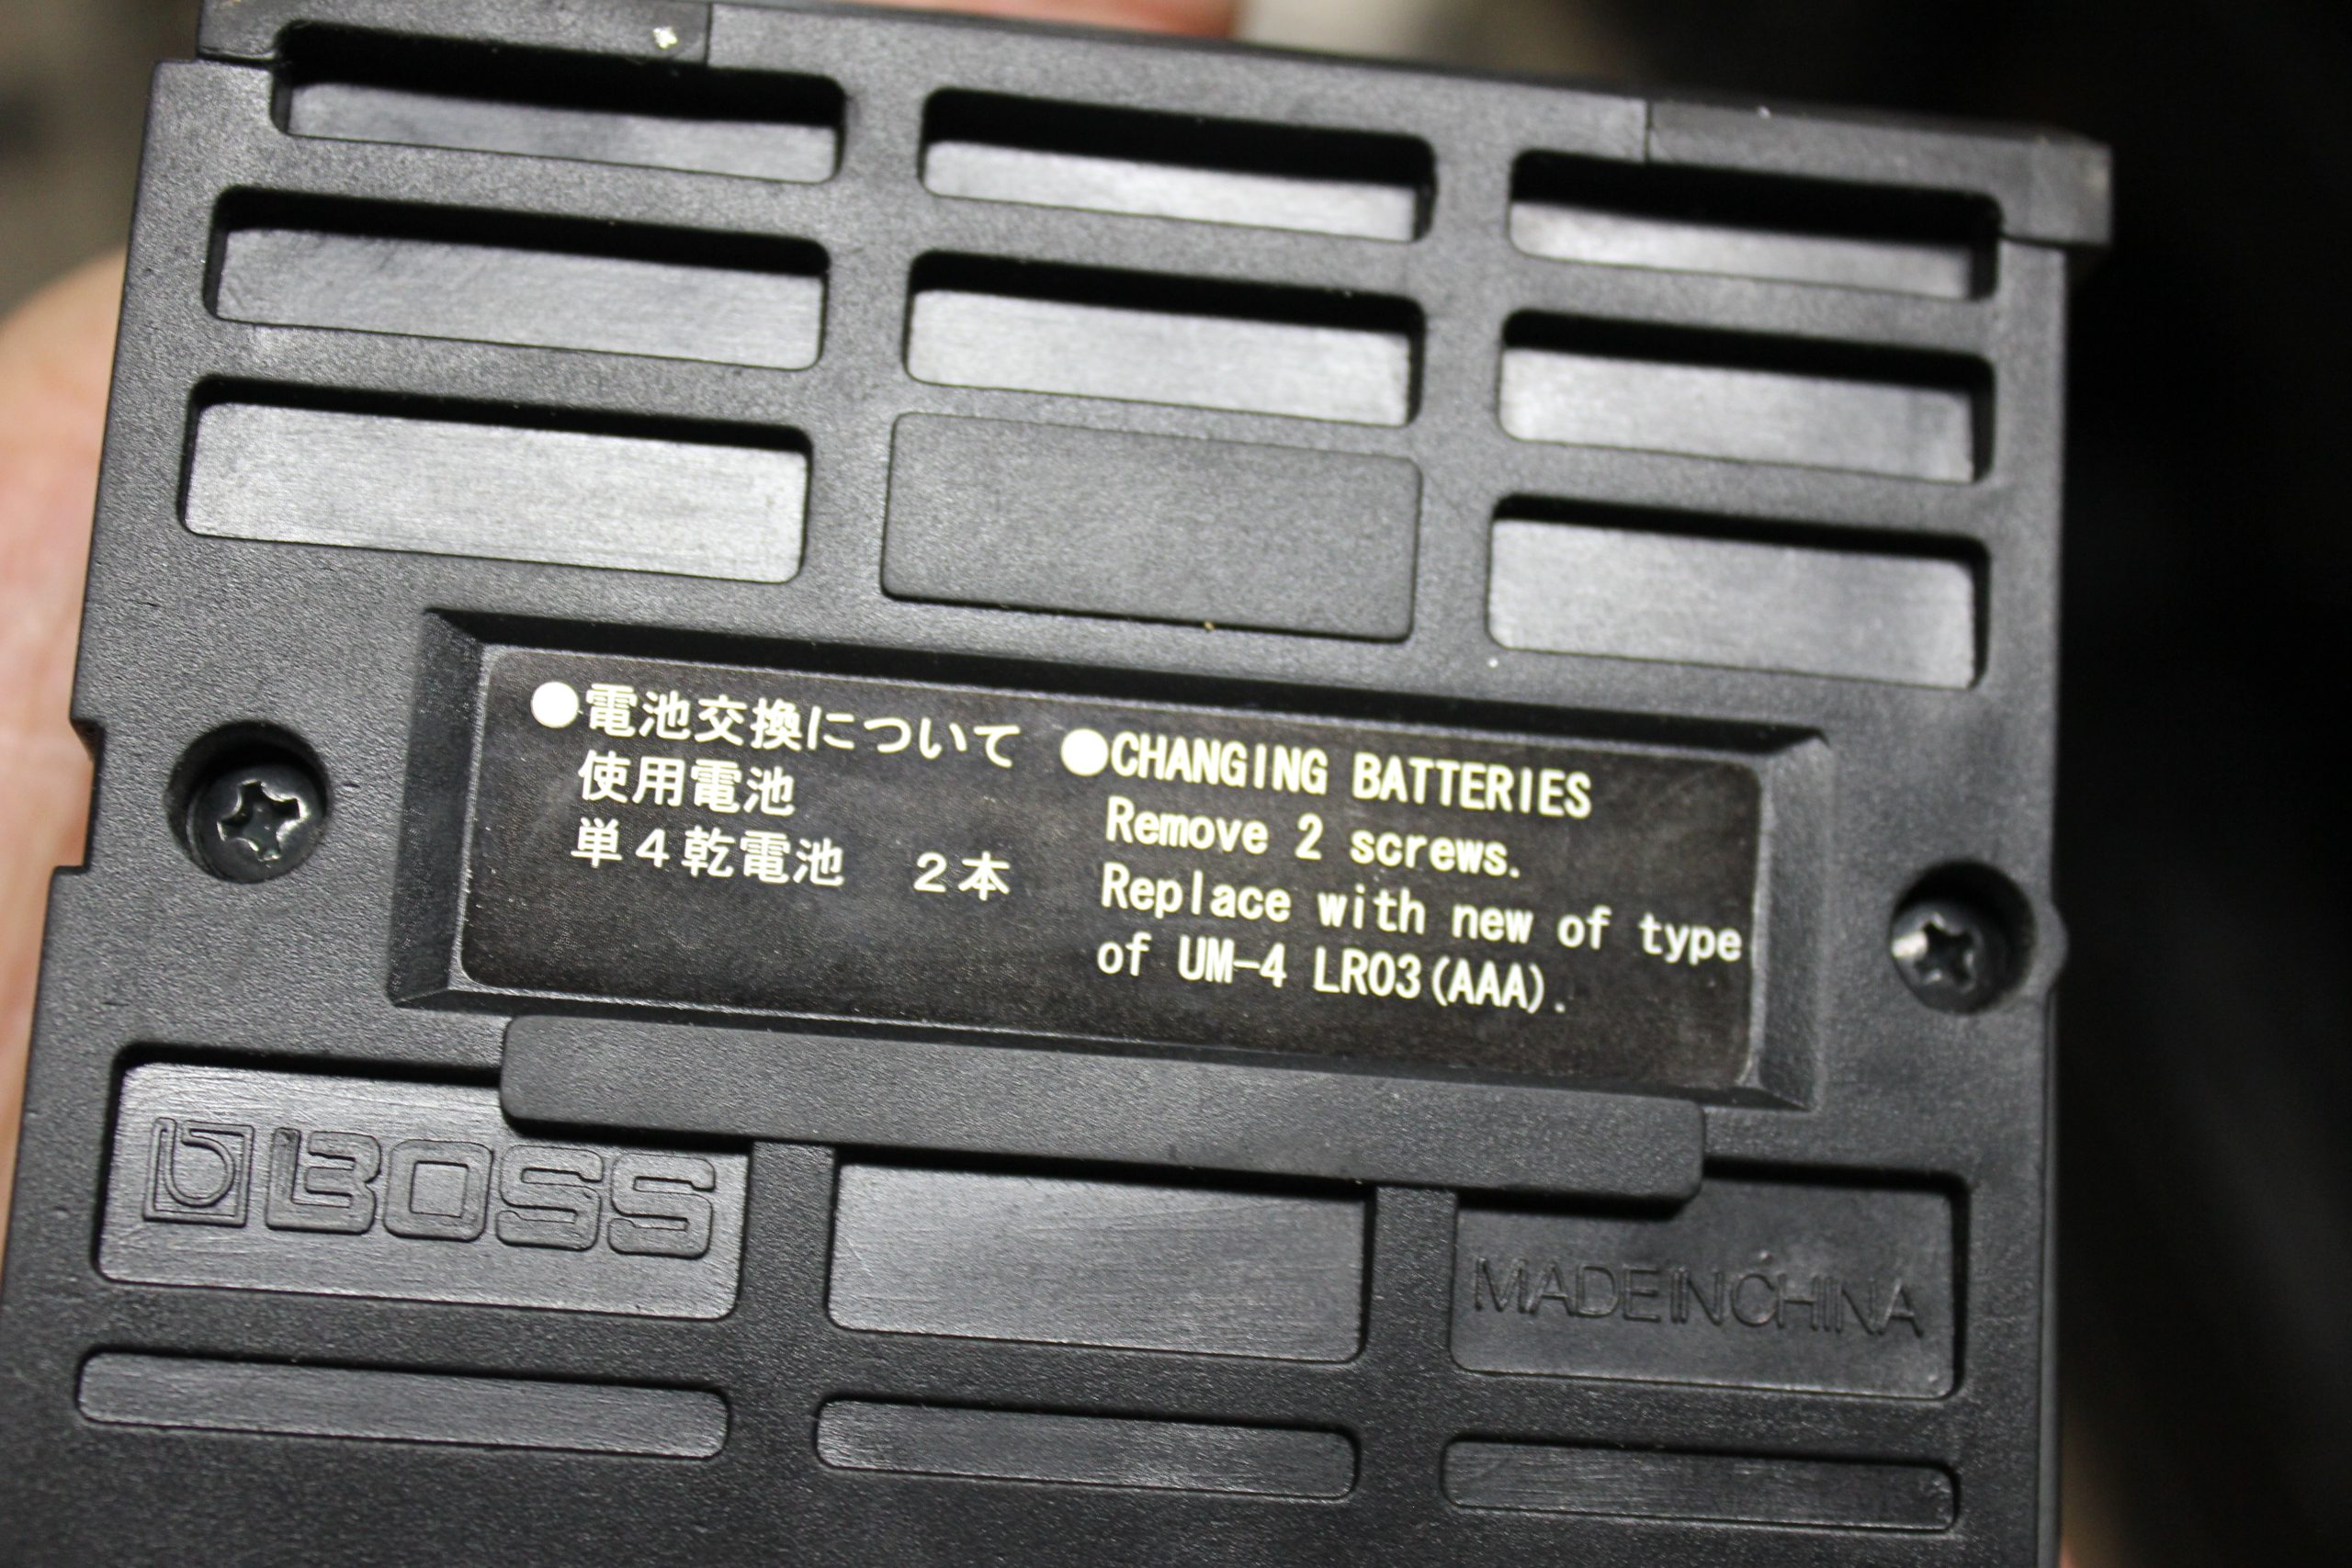 ●電池交換について
使用電池
単4乾電池　2本
●CHANGING BATTERIES
Remove 2 screws.
Replace with new of type
of UM-4 LR03(AAA).
BOSS
MADE IN CHINA